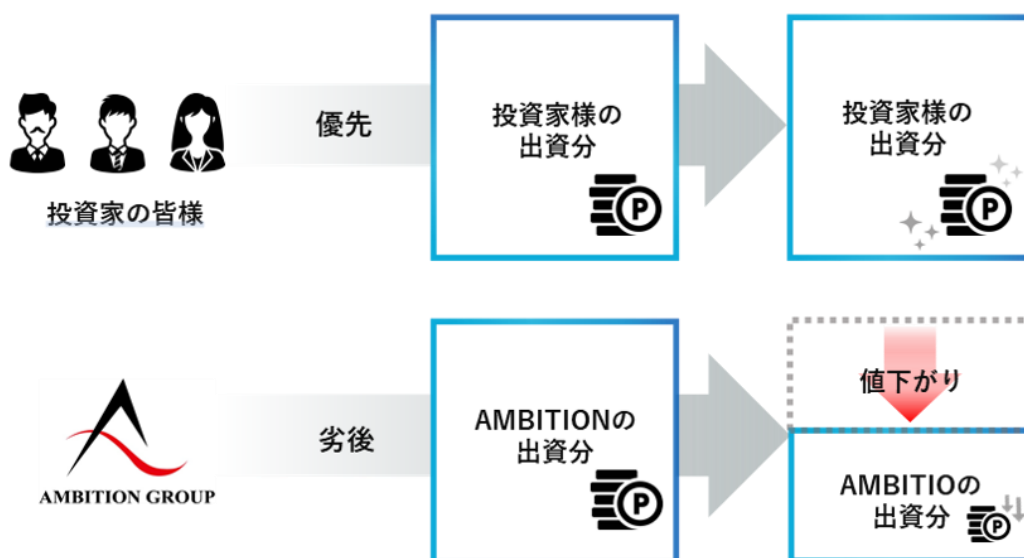 優先
投資家様の
出資分
P
投資家様の
出資分
P
投資家の皆様
劣後
AMBITIONの
出資分
P
値下がり
AMBITIOの
出資分
P
AMBITION GROUP